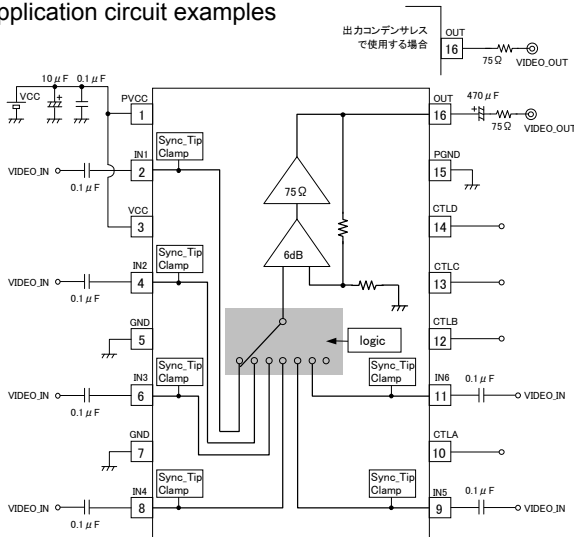 pplication circuit examples
出力コンデンサレス
で使用する場合
OUT
16
75Ω
VIDEO_OUT
10μF 0.1μF
VCC
PVCC
1
OUT
16
470μF
+
75Ω
VIDEO_OUT
Sync_Tip
Clamp
IN1
2
VIDEO_IN
0.1μF
15
PGND
75Ω
VCC
3
CTLD
14
6dB
Sync_Tip
Clamp
IN2
4
VIDEO_IN
0.1μF
CTLC
13
GND
5
logic
CTLB
12
Sync_Tip
Clamp
IN3
6
VIDEO_IN
0.1μF
Sync_Tip
Clamp
IN6
11
0.1μF
VIDEO_IN
GND
7
CTLA
10
Sync_Tip
Clamp
IN4
8
VIDEO_IN
0.1μF
Sync_Tip
Clamp
IN5
9
0.1μF
VIDEO_IN